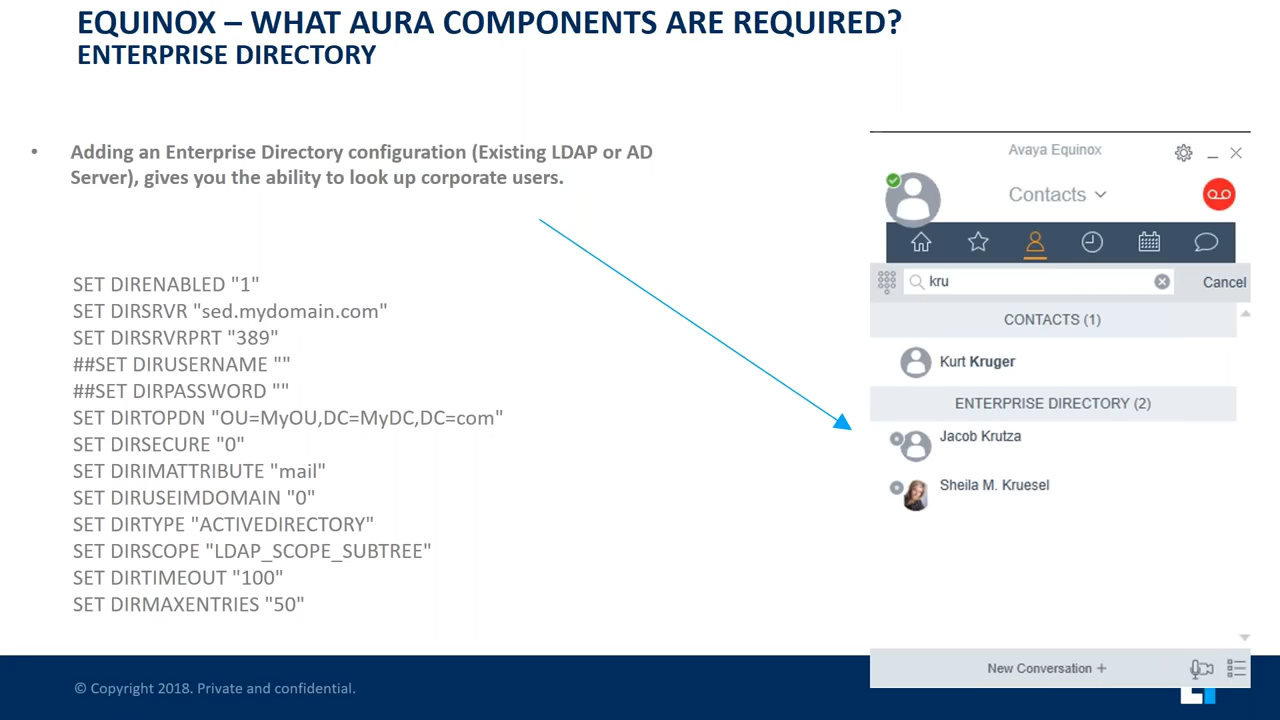 EQUINOX – WHAT AURA COMPONENTS ARE REQUIRED?
ENTERPRISE DIRECTORY
• Adding an Enterprise Directory configuration (Existing LDAP or AD
Server), gives you the ability to look up corporate users.
SET DIRENABLED "1"
SET DIRSRVR "sed.mydomain.com"
SET DIRSRVRPRT "389"
##SET DIRUSERNAME ""
##SET DIRPASSWORD ""
SET DIRTOPDN "OU=MyOU,DC=MyDC,DC=com"
SET DIRSECURE "0"
SET DIRIMATTRIBUTE "mail"
SET DIRUSEIMDOMAIN "0"
SET DIRTYPE "ACTIVEDIRECTORY"
SET DIRSCOPE "LDAP_SCOPE_SUBTREE"
SET DIRTIMEOUT "100"
SET DIRMAXENTRIES "50"
Avaya Equinox
Contacts
kru
Cancel
CONTACTS (1)
Kurt Kruger
ENTERPRISE DIRECTORY (2)
Jacob Krutza
Sheila M. Kruesel
New Conversation +
© Copyright 2018. Private and confidential.